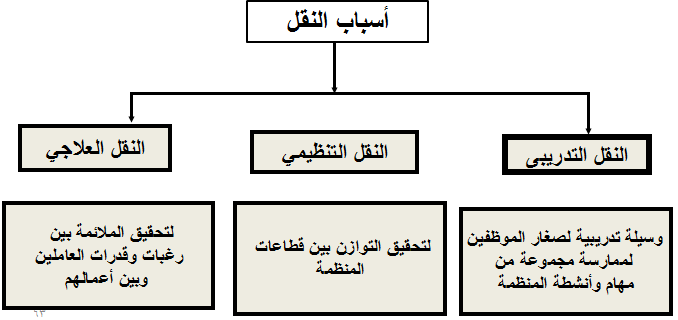 أسباب النقل
النقل التدريبي
النقل التنظيمي
النقل العلاجي
وسيلة تدريبية لصغار الموظفين
لممارسة مجموعة من
مهام وأنشطة المنظمة
لتحقيق التوازن بين قطاعات
المنظمة
لتحقيق الملائمة بين
رغبات وقدرات العاملين
وبين أعمالهم
٦٣